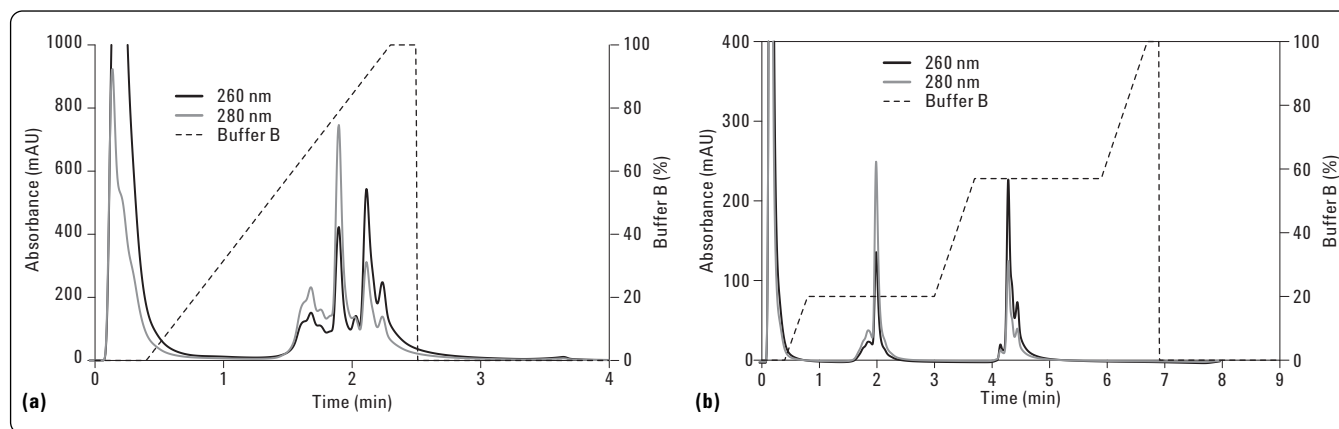 1000
800
600
400
200
0
Absorbance (mAU)
260 nm
280 nm
Buffer B
100
80
60
40
20
0
Buffer B (%)
0 1 2 3 4
Time (min)
(a)
400
300
200
100
0
Absorbance (mAU)
260 nm
280 nm
Buffer B
100
80
60
40
20
0
Buffer B (%)
0 1 2 3 4 5 6 7 8 9
Time (min)
(b)